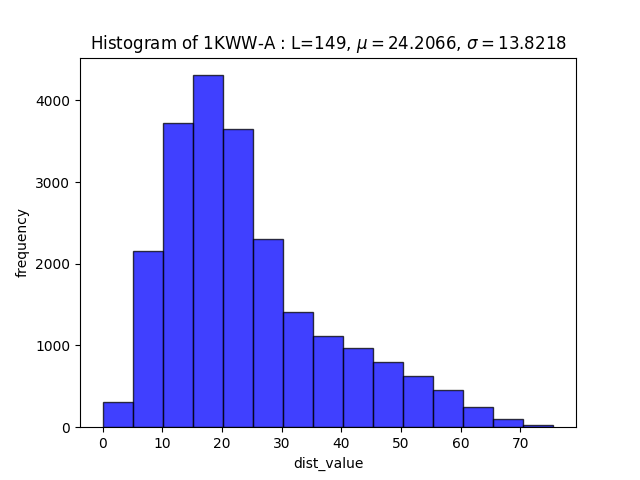 Histogram of 1KWW-A : L=149, μ = 24.2066, σ = 13.8218
frequency
4000
3000
2000
1000
0
0 10 20 30 40 50 60 70
dist_value